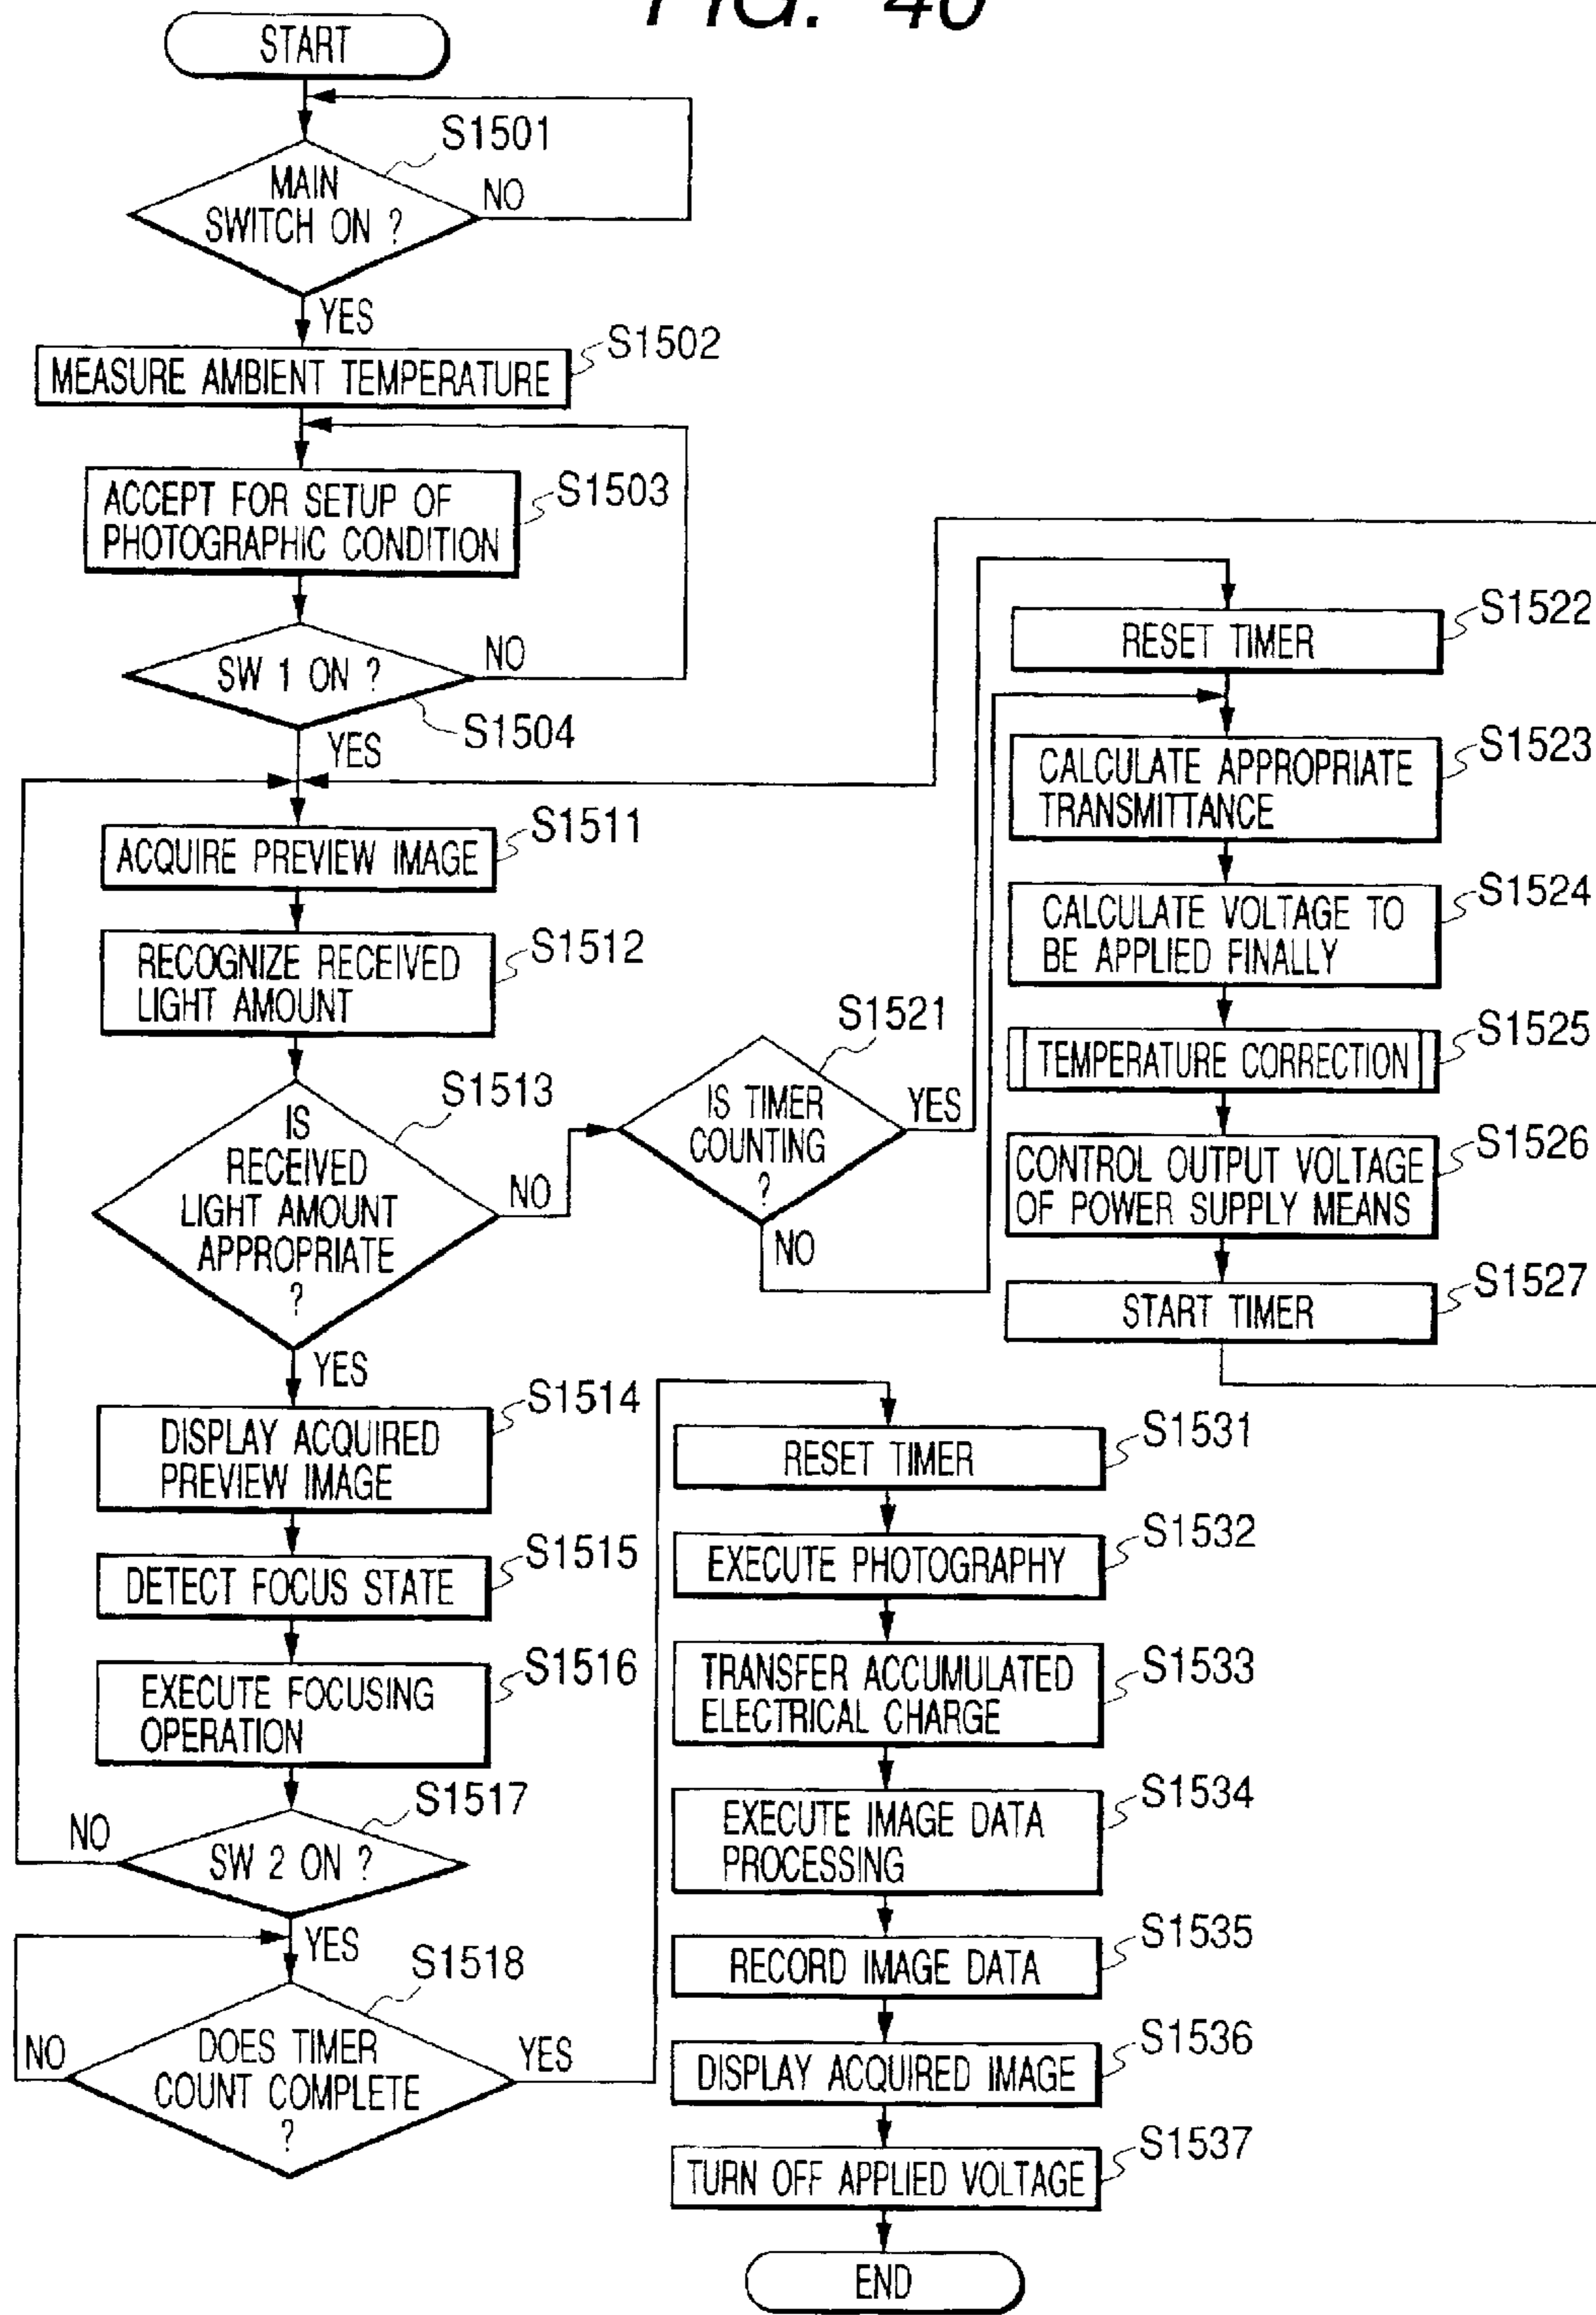 FIG. 40
START
S1501
MAIN
SWITCH ON ?
NO
YES
S1502
MEASURE AMBIENT TEMPERATURE
S1503
ACCEPT FOR SETUP OF
PHOTOGRAPHIC CONDITION
SW 1 ON ?
NO
S1504
YES
S1511
ACQUIRE PREVIEW IMAGE
S1512
RECOGNIZE RECEIVED
LIGHT AMOUNT
S1513
IS
RECEIVED
LIGHT AMOUNT
APPROPRIATE
?
NO
YES
S1514
DISPLAY ACQUIRED
PREVIEW IMAGE
S1515
DETECT FOCUS STATE
S1516
EXECUTE FOCUSING
OPERATION
S1517
NO
SW 2 ON ?
YES
S1518
NO
DOES TIMER
COUNT COMPLETE
?
YES
S1521
IS TIMER
COUNTING
?
YES
NO
S1522
RESET TIMER
S1523
CALCULATE APPROPRIATE
TRANSMITTANCE
S1524
CALCULATE VOLTAGE TO
BE APPLIED FINALLY
S1525
TEMPERATURE CORRECTION
S1526
CONTROL OUTPUT VOLTAGE
OF POWER SUPPLY MEANS
S1527
START TIMER
S1531
RESET TIMER
S1532
EXECUTE PHOTOGRAPHY
S1533
TRANSFER ACCUMULATED
ELECTRICAL CHARGE
S1534
EXECUTE IMAGE DATA
PROCESSING
S1535
RECORD IMAGE DATA
S1536
DISPLAY ACQUIRED IMAGE
S1537
TURN OFF APPLIED VOLTAGE
END